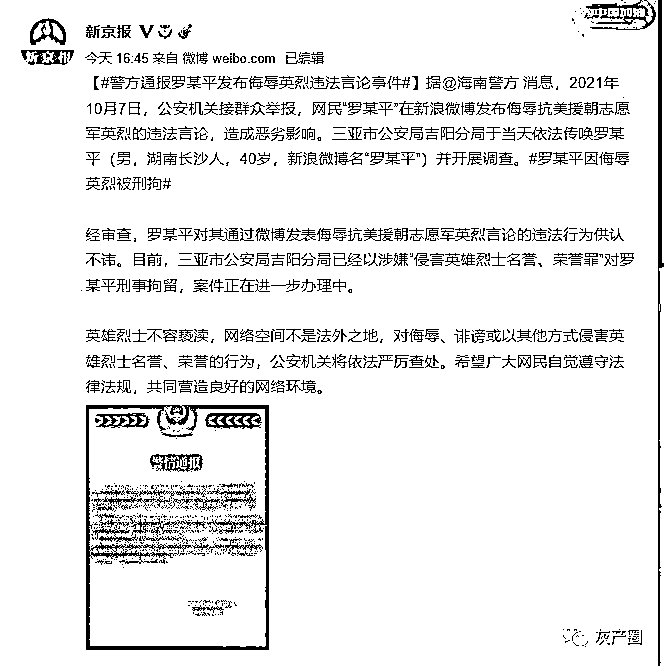 中国加油
新京报
新京报
今天 16:45 来自 微博 weibo.com 已编辑
【#警方通报罗某平发布侮辱英烈违法言论事件#】据@海南警方 消息，2021年
10月7日，公安机关接群众举报，网民“罗某平”在新浪微博发布侮辱抗美援朝志愿
军英烈的违法言论，造成恶劣影响。三亚市公安局吉阳分局于当天依法传唤罗某
平（男，湖南长沙人，40岁，新浪微博名“罗某平”）并开展调查。#罗某平因侮辱
英烈被刑拘#
经审查，罗某平对其通过微博发表侮辱抗美援朝志愿军英烈言论的违法行为供认
不讳。目前，三亚市公安局吉阳分局已经以涉嫌“侵害英雄烈士名誉、荣誉罪”对罗
某平刑事拘留，案件正在进一步办理中。
英雄烈士不容亵渎，网络空间不是法外之地，对侮辱、诽谤或以其他方式侵害英
雄烈士名誉、荣誉的行为，公安机关将依法严厉查处。希望广大网民自觉遵守法
律法规，共同营造良好的网络环境。
警情通报
灰产圈